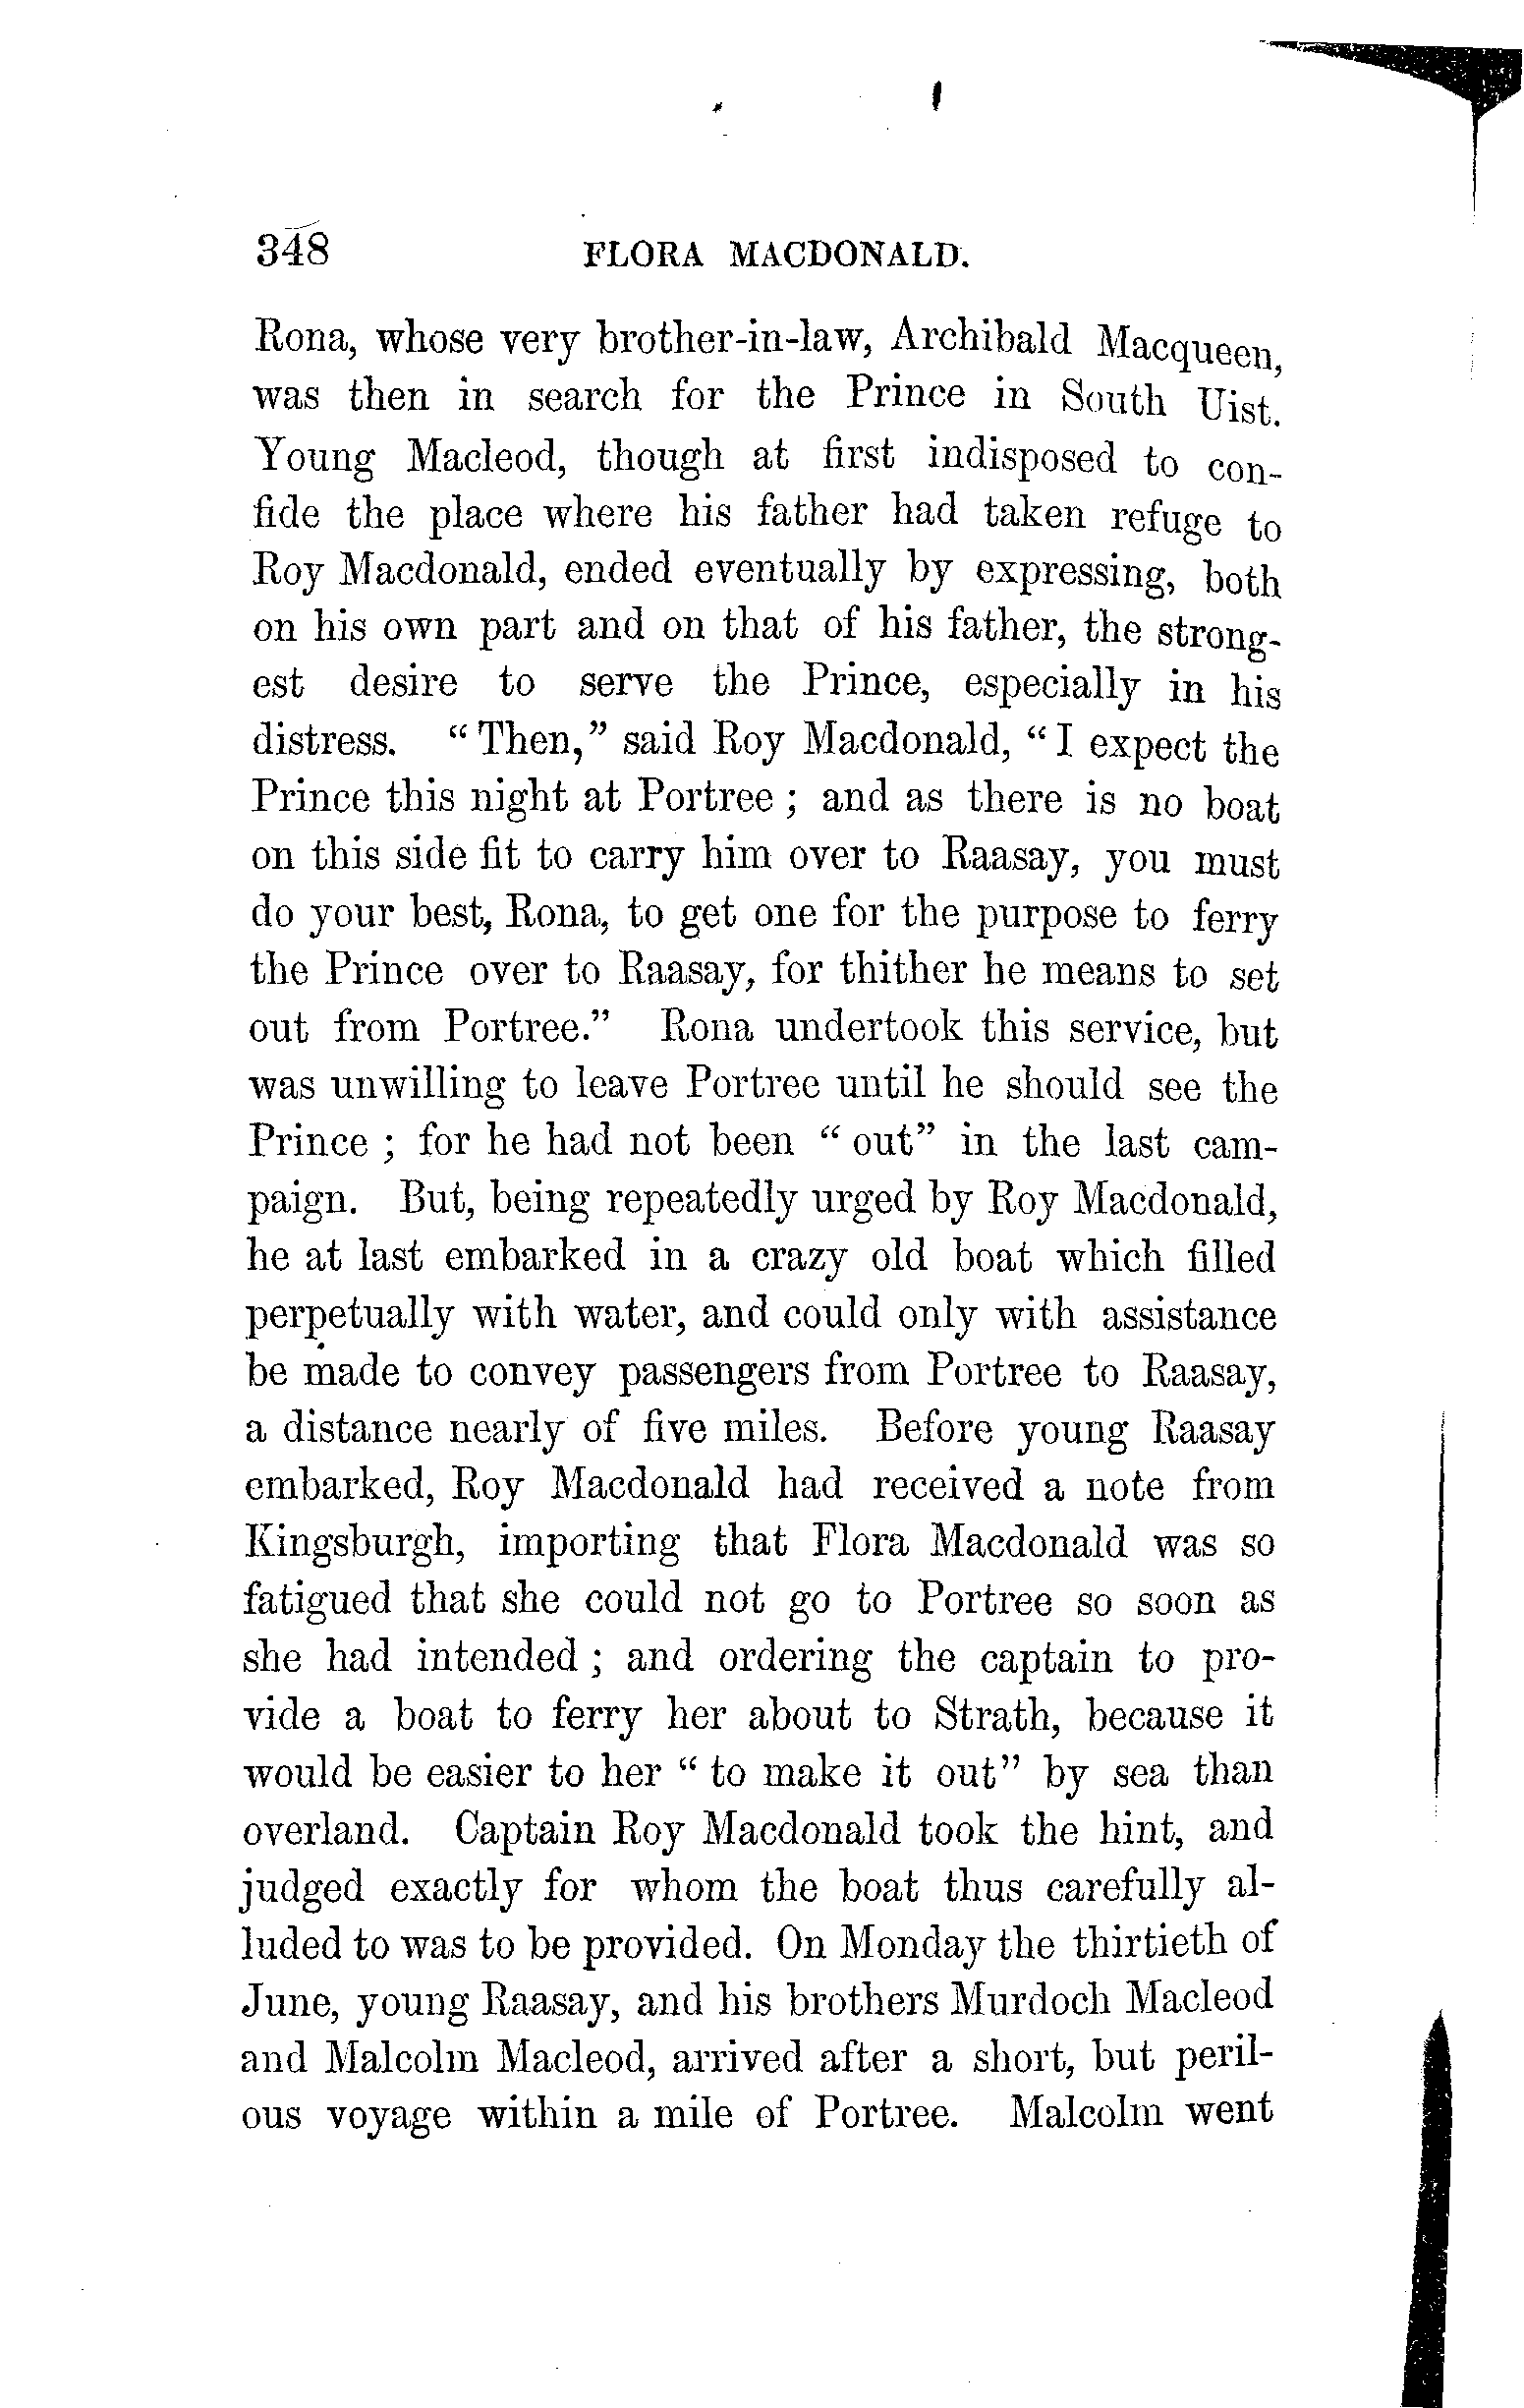 348 FLORA MACDONALD.
Rona, whose very brother-in-law, Archibald Macqueen,
was then in search for the Prince in South Uist.
Young Macleod, though at first indisposed to con-
fide the place where his father had taken refuge to
Roy Macdonald, ended eventually by expressing, both
on his own part and on that of his father, the strong-
est desire to serve the Prince, especially in his
distress. “Then,” said Roy Macdonald, “I expect the
Prince this night at Portree; and as there is no boat
on this side fit to carry him over to Raasay, you must
do your best, Rona, to get one for the purpose to ferry
the Prince over to Raasay, for thither he means to set
out from Portree.” Rona undertook this service, but
was unwilling to leave Portree until he should see the
Prince; for he had not been “out” in the last cam-
paign. But, being repeatedly urged by Roy Macdonald,
he at last embarked in a crazy old boat which filled
perpetually with water, and could only with assistance
be made to convey passengers from Portree to Raasay,
a distance nearly of five miles. Before young Raasay
embarked, Roy Macdonald had received a note from
Kingsburgh, importing that Flora Macdonald was so
fatigued that she could not go to Portree so soon as
she had intended; and ordering the captain to pro-
vide a boat to ferry her about to Strath, because it
would be easier to her “to make it out” by sea than
overland. Captain Roy Macdonald took the hint, and
judged exactly for whom the boat thus carefully al-
luded to was to be provided. On Monday the thirtieth of
June, young Raasay, and his brothers Murdoch Macleod
and Malcolm Macleod, arrived after a short, but peril-
ous voyage within a mile of Portree. Malcolm went